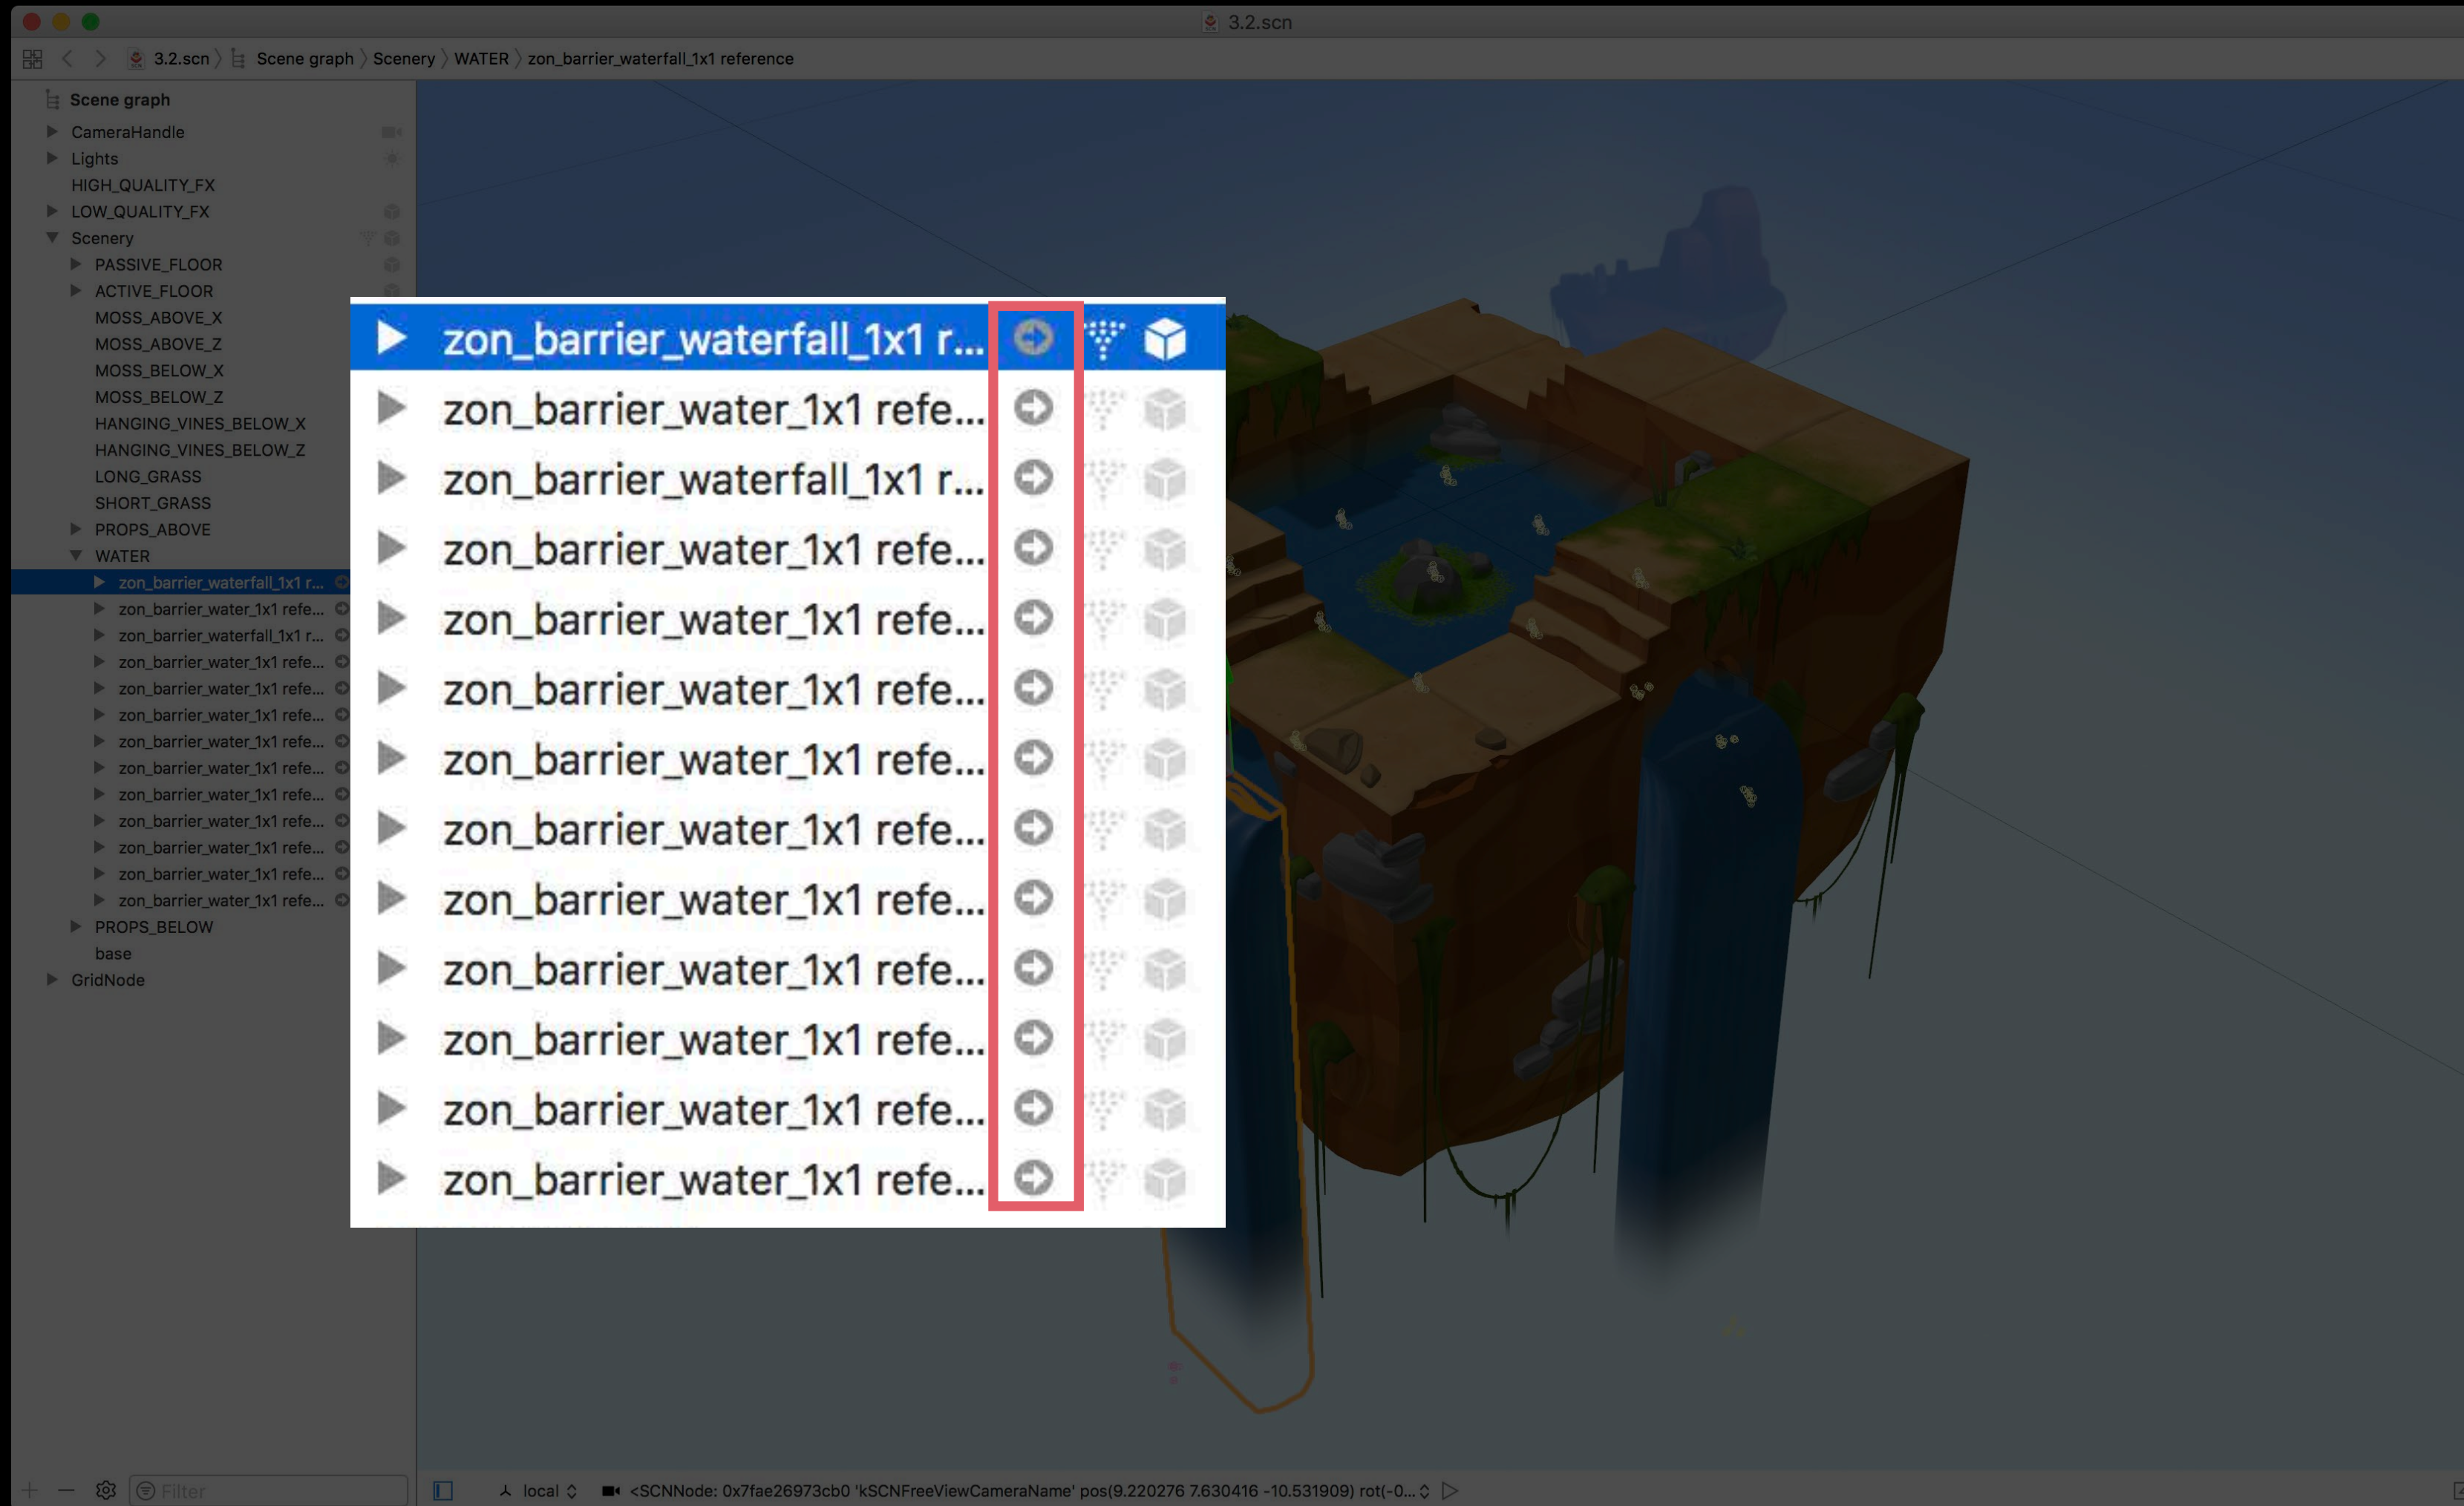 3.2.scn
3.2.scn Scene graph Scenery WATER zon_barrier_waterfall_1x1 reference
Scene graph
CameraHandle
Lights
HIGH_QUALITY_FX
LOW_QUALITY_FX
Scenery
PASSIVE_FLOOR
ACTIVE_FLOOR
MOSS_ABOVE_X
MOSS_ABOVE_Z
MOSS_BELOW_X
MOSS_BELOW_Z
HANGING_VINES_BELOW_X
HANGING_VINES_BELOW_Z
LONG_GRASS
SHORT_GRASS
PROPS_ABOVE
WATER
zon_barrier_waterfall_1x1 r...
zon_barrier_water_1x1 refe...
zon_barrier_waterfall_1x1 r...
zon_barrier_water_1x1 refe...
zon_barrier_water_1x1 refe...
zon_barrier_water_1x1 refe...
zon_barrier_water_1x1 refe...
zon_barrier_water_1x1 refe...
zon_barrier_water_1x1 refe...
zon_barrier_water_1x1 refe...
zon_barrier_water_1x1 refe...
zon_barrier_water_1x1 refe...
zon_barrier_water_1x1 refe...
PROPS_BELOW
base
GridNode
zon_barrier_waterfall_1x1 r...
zon_barrier_water_1x1 refe...
zon_barrier_waterfall_1x1 r...
zon_barrier_water_1x1 refe...
zon_barrier_water_1x1 refe...
zon_barrier_water_1x1 refe...
zon_barrier_water_1x1 refe...
zon_barrier_water_1x1 refe...
zon_barrier_water_1x1 refe...
zon_barrier_water_1x1 refe...
zon_barrier_water_1x1 refe...
zon_barrier_water_1x1 refe...
zon_barrier_water_1x1 refe...
Filter
local
<SCNNode: 0x7fae26973cb0 'kSCNFreeViewCameraName' pos(9.220276 7.630416 -10.531909) rot(-0...